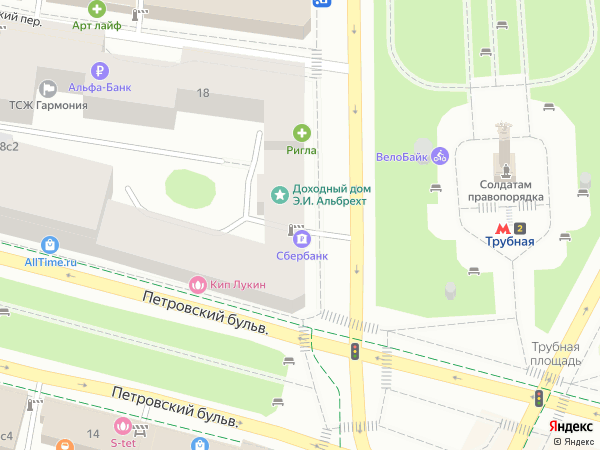 ский пер.
Арт лайф
₽
Альфа-Банк
ТСЖ Гармония
18
8с2
Ригла
ВелоБайк
Солдатам
правопорядка
Доходный дом
Э.И. Альбрехт
М 2
Трубная
Сбербанк
AllTime.ru
Кип Лукин
Петровский бульв.
Трубная
площадь
Петровский бульв.
с4
14
S-tet
Яндекс